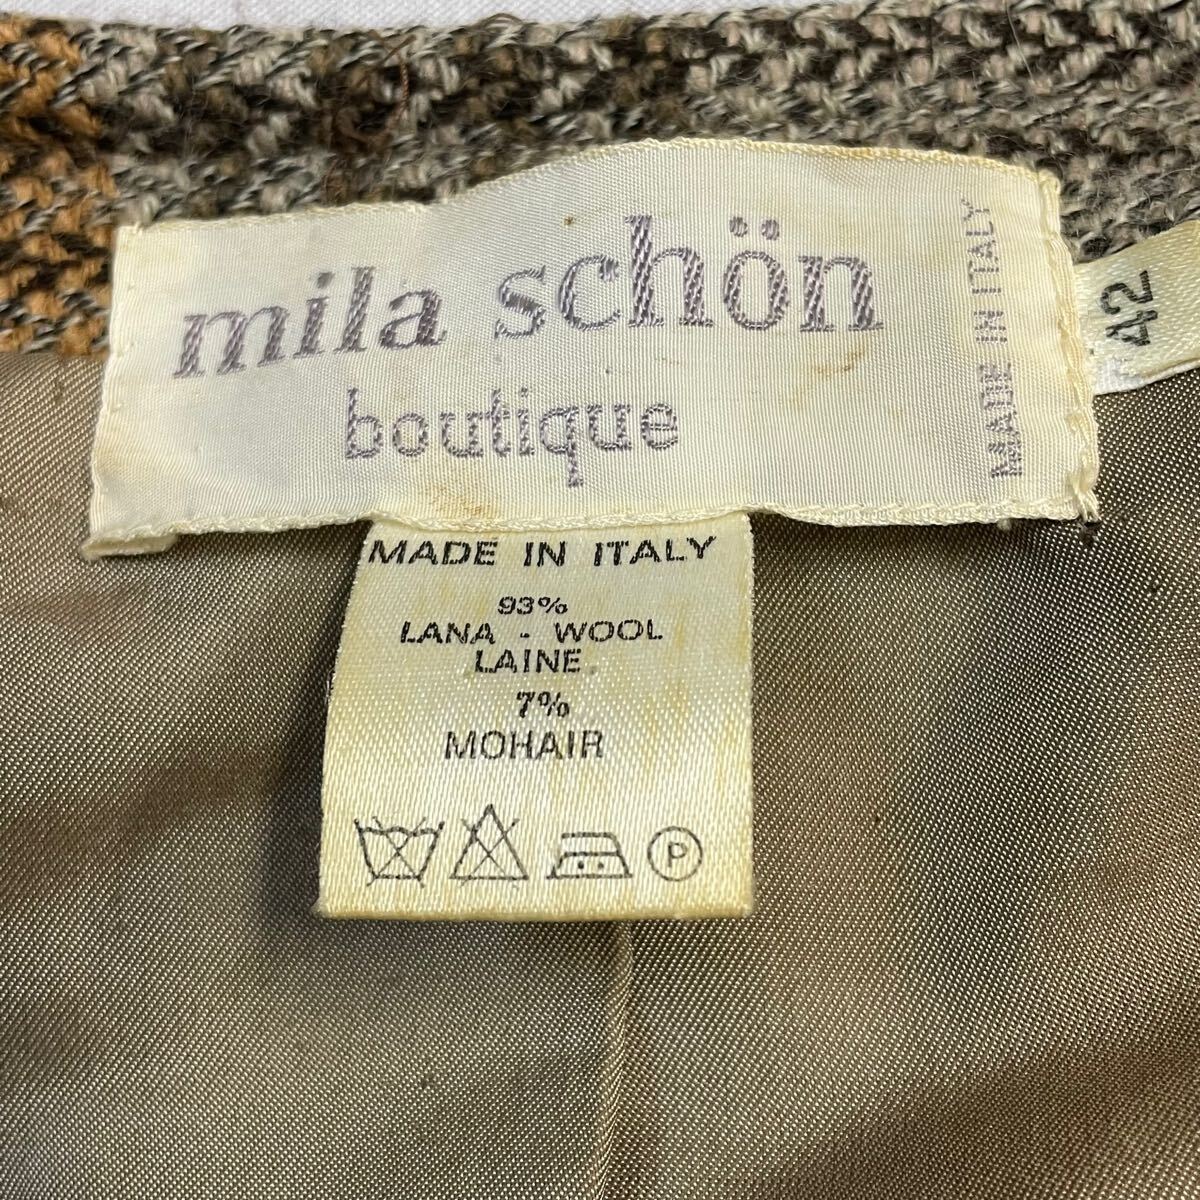 mila schön
boutique
MADE IN ITALY
42
MADE IN ITALY
93%
LANA - WOOL
LAINE
7%
MOHAIR
P